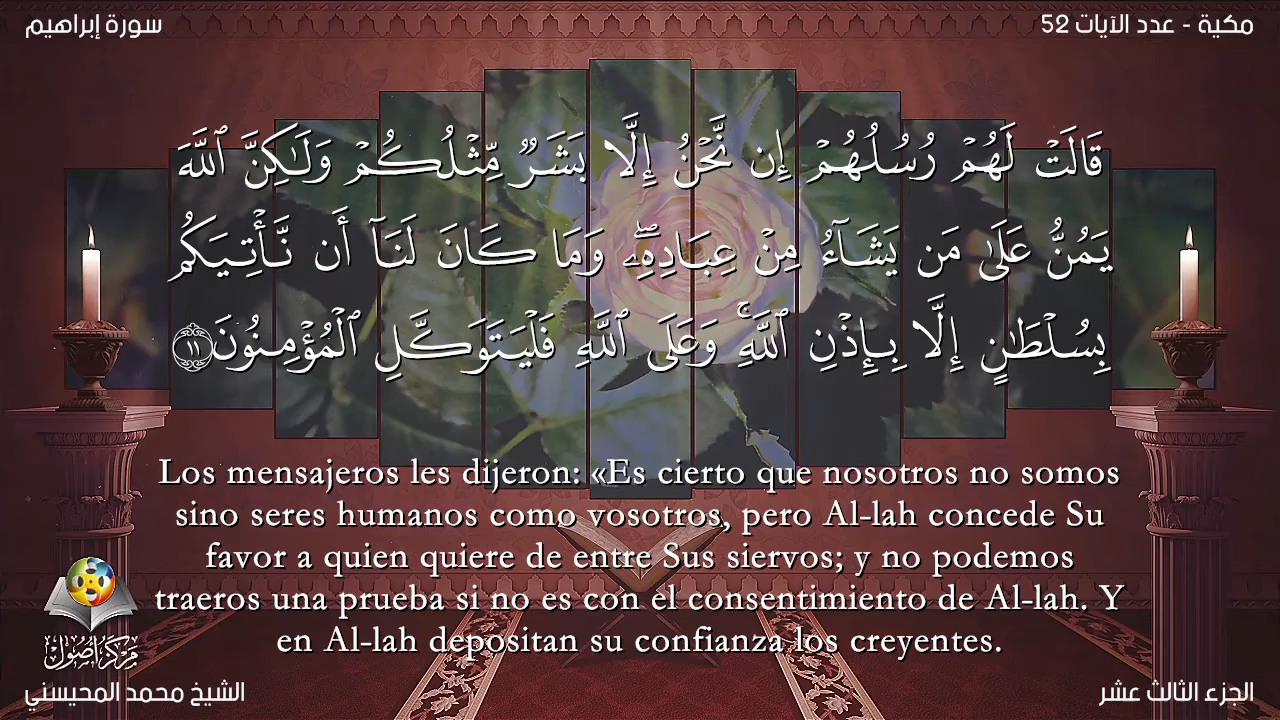 سورة إبراهيم
مكية - عدد الآيات 52
قَالَتْ لَهُمْ رُسُلُهُمْ إِن نَّحْنُ إِلَّا بَشَرٌ مِّثْلُكُمْ وَلَـٰكِنَّ ٱللَّهَ
يَمُنُّ عَلَىٰ مَن يَشَآءُ مِنْ عِبَادِهِۦۖ وَمَا كَانَ لَنَآ أَن نَّأْتِيَكُم
بِسُلْطَـٰنٍ إِلَّا بِإِذْنِ ٱللَّهِۚ وَعَلَى ٱللَّهِ فَلْيَتَوَكَّلِ ٱلْمُؤْمِنُونَ ١١
Los mensajeros les dijeron: «Es cierto que nosotros no somos
sino seres humanos como vosotros, pero Al-lah concede Su
favor a quien quiere de entre Sus siervos; y no podemos
traeros una prueba si no es con el consentimiento de Al-lah. Y
en Al-lah depositan su confianza los creyentes.
مركز أصول
الشيخ محمد المحيسني
الجزء الثالث عشر